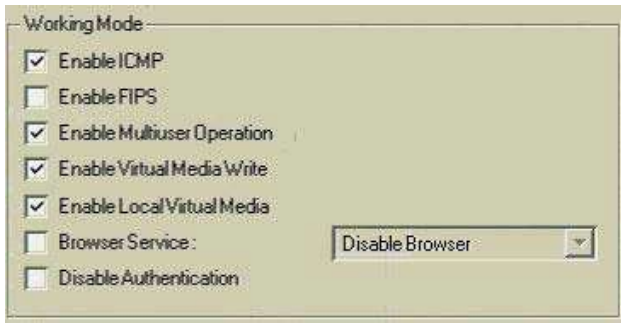 Working Mode
Enable ICMP
Enable FIPS
Enable Multiuser Operation
Enable Virtual Media Write
Enable Local Virtual Media
Browser Service : Disable Browser
Disable Authentication